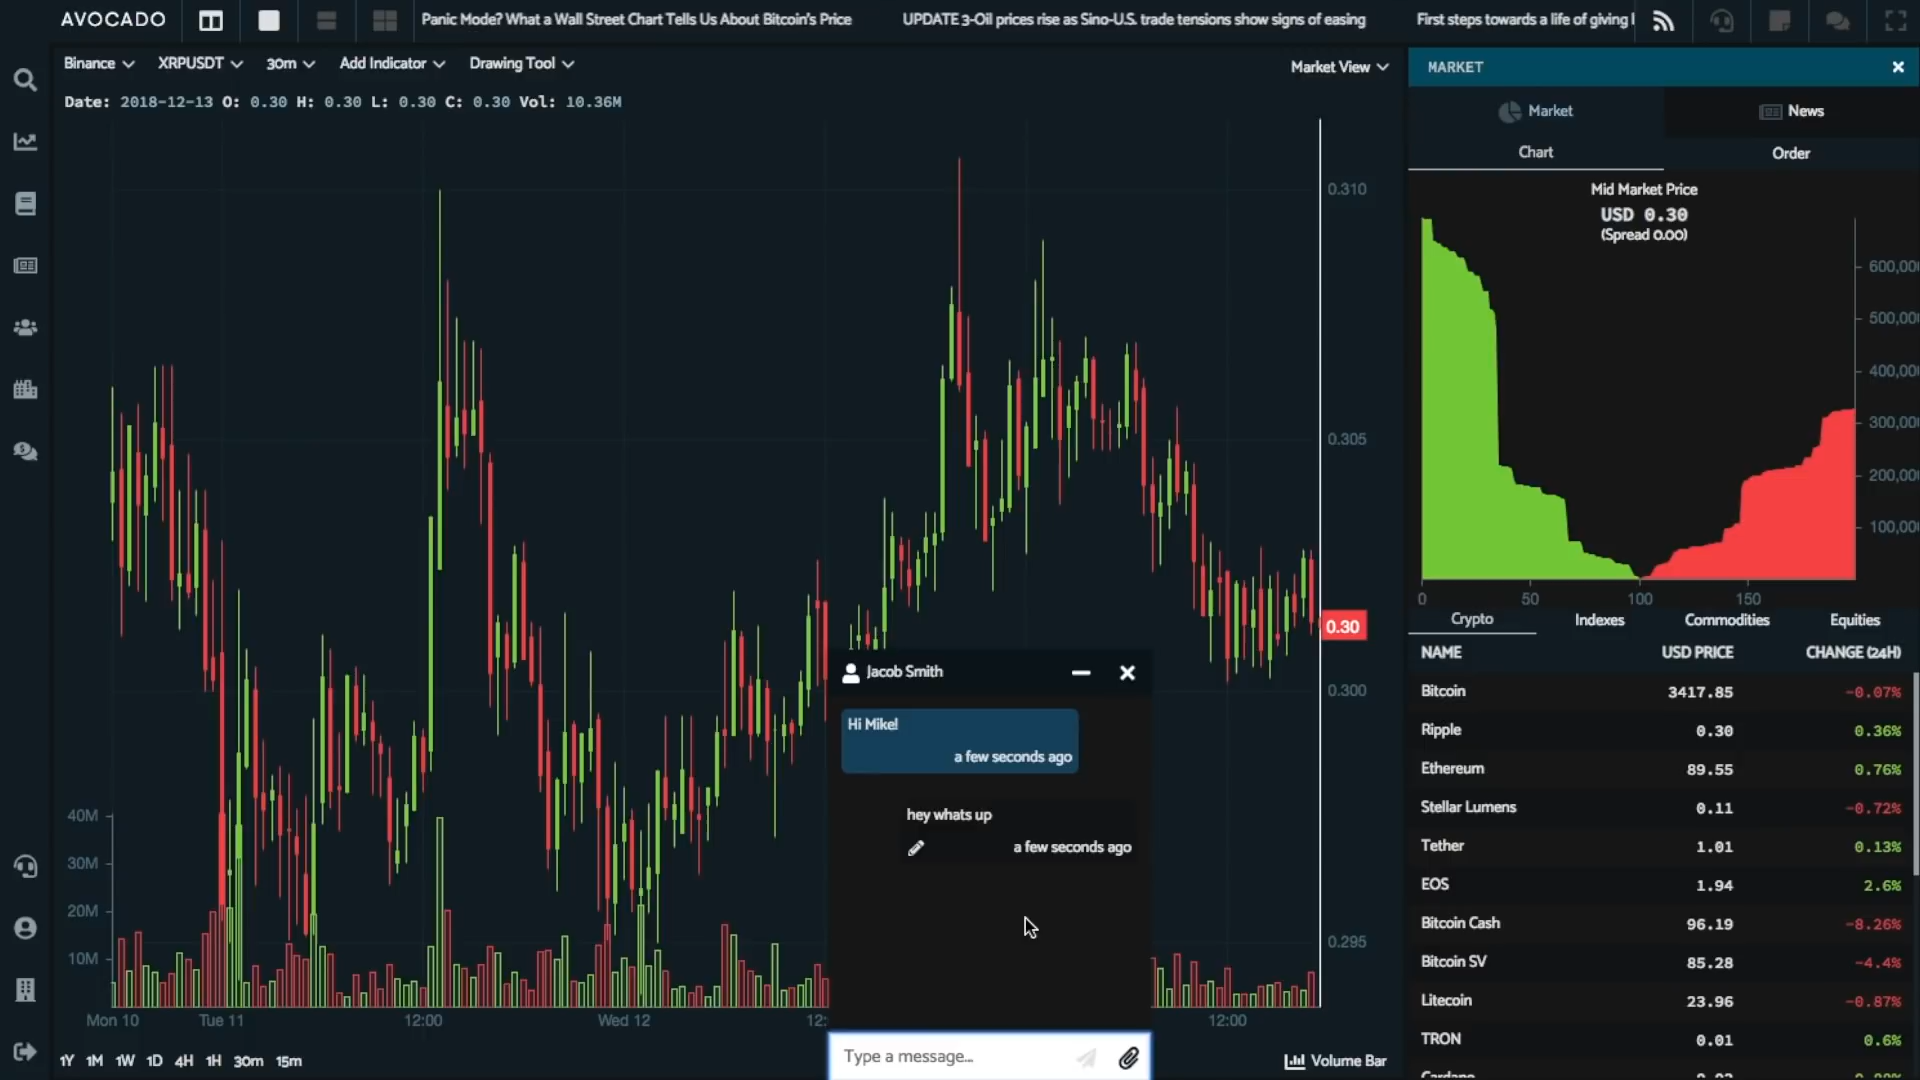 AVOCADO
Panic Mode? What a Wall Street Chart Tells Us About Bitcoin's Price
UPDATE 3-Oil prices rise as Sino-U.S. trade tensions show signs of easing
First steps towards a life of giving
Binance
XRPUSDT
30m
Add Indicator
Drawing Tool
Market View
Date: 2018-12-13 O: 0.30 H: 0.30 L: 0.30 C: 0.30 Vol: 10.36M
0.310
0.305
0.30
0.300
0.295
40M
30M
20M
10M
Mon 10
Tue 11
12:00
Wed 12
12:
12:00
1Y 1M 1W 1D 4H 1H 30m 15m
Volume Bar
Jacob Smith
Hi Mike!
a few seconds ago
hey whats up
a few seconds ago
Type a message...
MARKET
Market
News
Chart
Order
Mid Market Price
USD 0.30
(Spread 0.00)
600,00
500,00
400,00
300,00
200,00
100,00
0 50 100 150
Crypto Indexes Commodities Equities
NAME USD PRICE CHANGE (24H)
Bitcoin 3417.85 -0.07%
Ripple 0.30 0.36%
Ethereum 89.55 0.76%
Stellar Lumens 0.11 -0.72%
Tether 1.01 0.13%
EOS 1.94 2.6%
Bitcoin Cash 96.19 -8.26%
Bitcoin SV 85.28 -4.4%
Litecoin 23.96 -0.87%
TRON 0.01 0.6%
Cardano